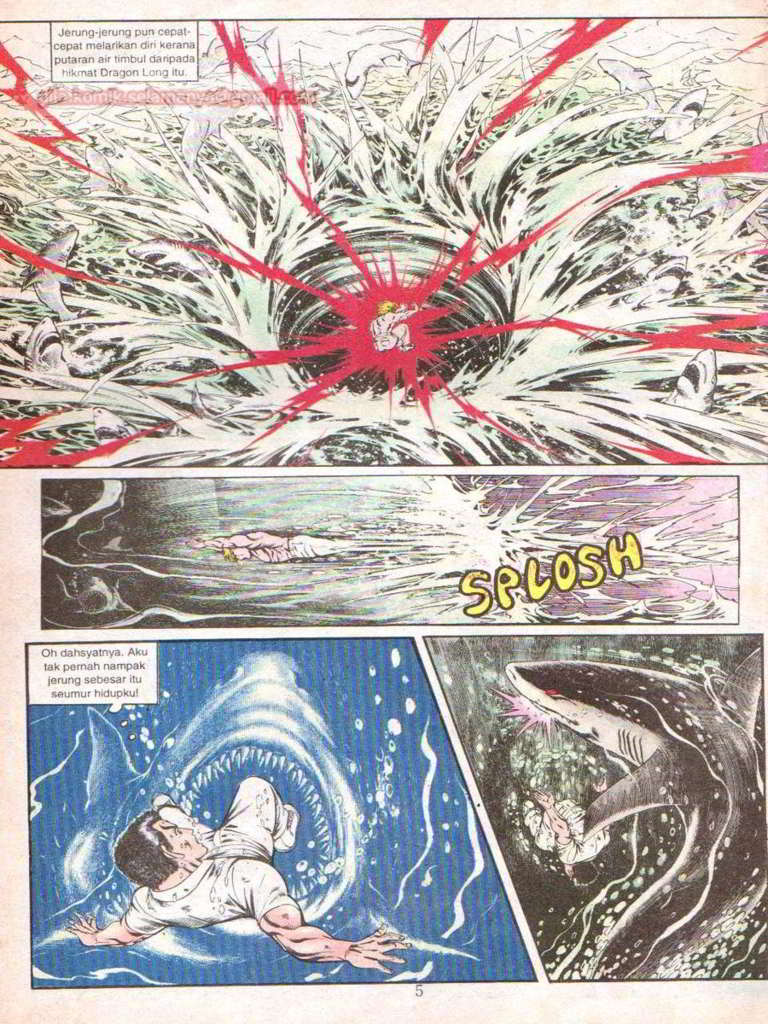 Jerung-jerung pun cepat-
cepat melarikan diri kerana
putaran air timbul daripada
hikmat Dragon Long itu.
SPLOSH
Oh dahsyatnya. Aku
tak pernah nampak
jerung sebesar itu
seumur hidupku!
5